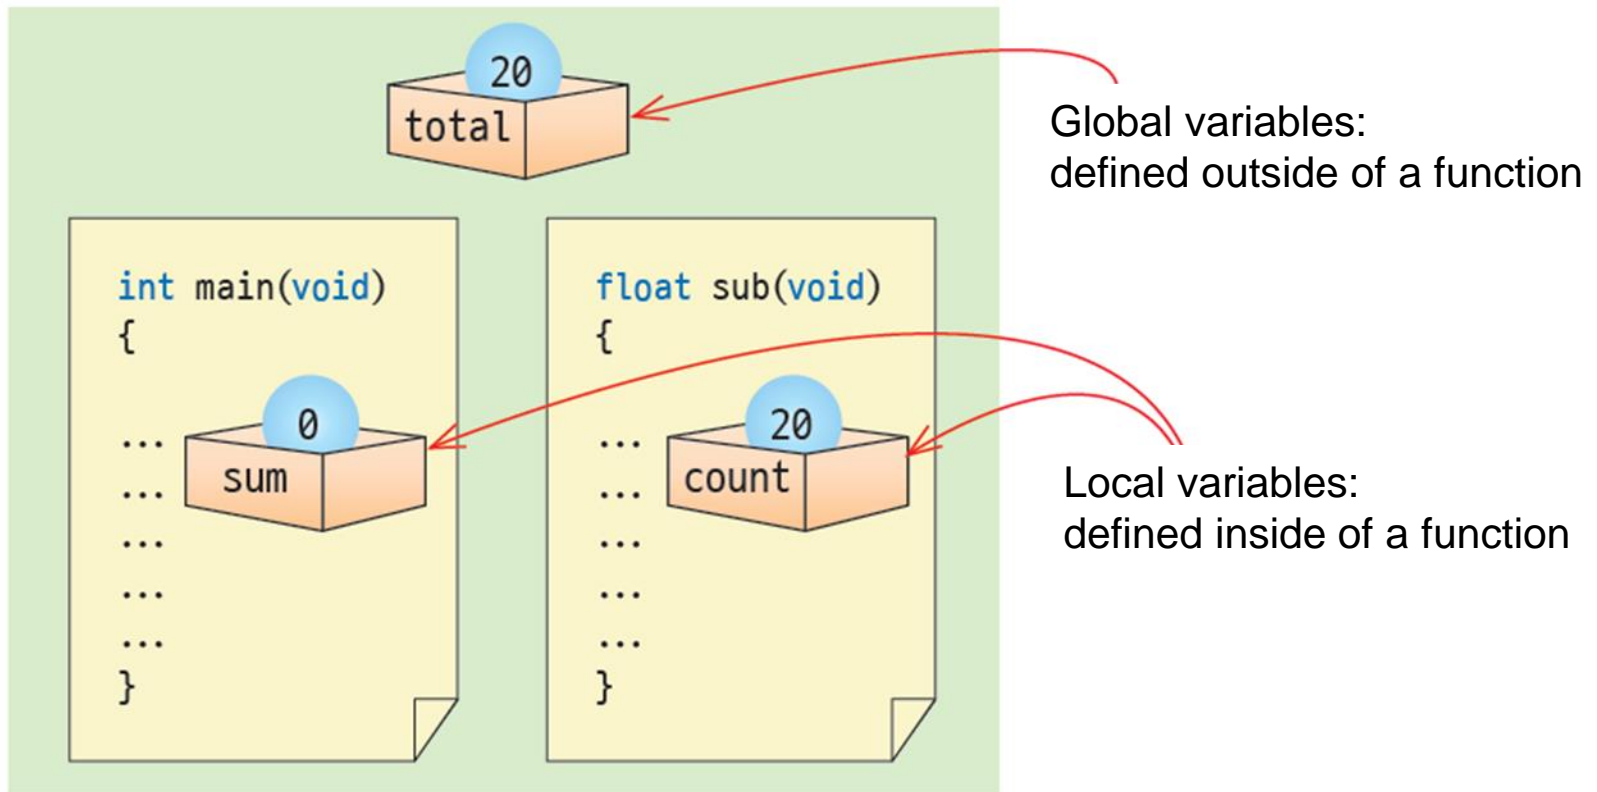 20
total
Global variables:
defined outside of a function
int main(void)
{
0
...
sum
...
...
...
...
}
float sub(void)
{
20
...
count
...
...
...
...
}
Local variables:
defined inside of a function